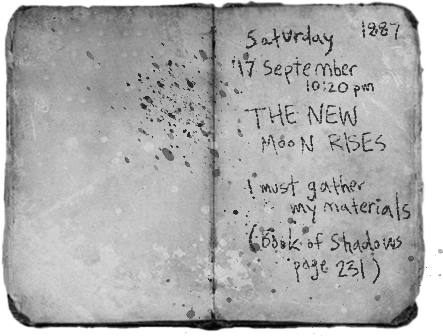 Saturday 1887
17 September
10:20 pm
THE NEW
MOON RISES
I must gather
my materials
(Book of Shadows
page 231)